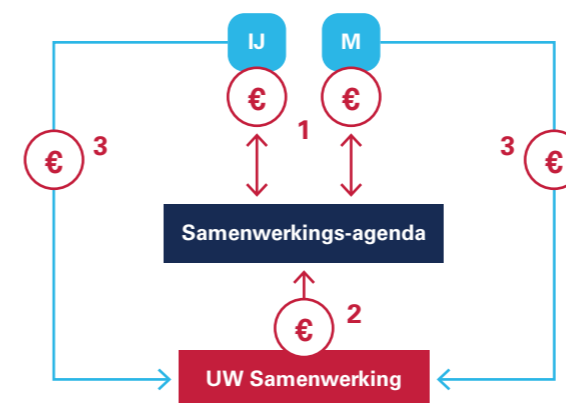 IJ M
€ €
1
€ 3 3 €
Samenwerkings-agenda
€ 2
UW Samenwerking